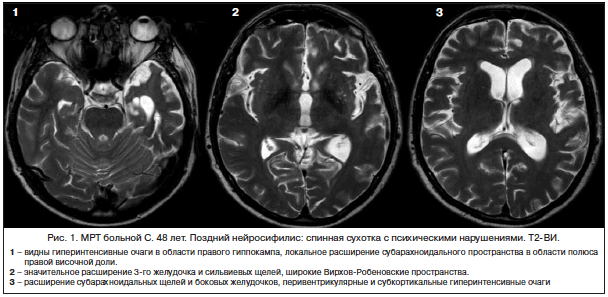 1 2 3
Рис. 1. МРТ больной С. 48 лет. Поздний нейросифилис: спинная сухотка с психическими нарушениями. Т2-ВИ.
1 – видны гиперинтенсивные очаги в области правого гиппокампа, локальное расширение субарахноидального пространства в области полюса
правой височной доли.
2 – значительное расширение 3-го желудочка и сильвиевых щелей, широкие Вирхов-Робеновские пространства.
3 – расширение субарахноидальных щелей и боковых желудочков, перивентрикулярные и субкортикальные гиперинтенсивные очаги